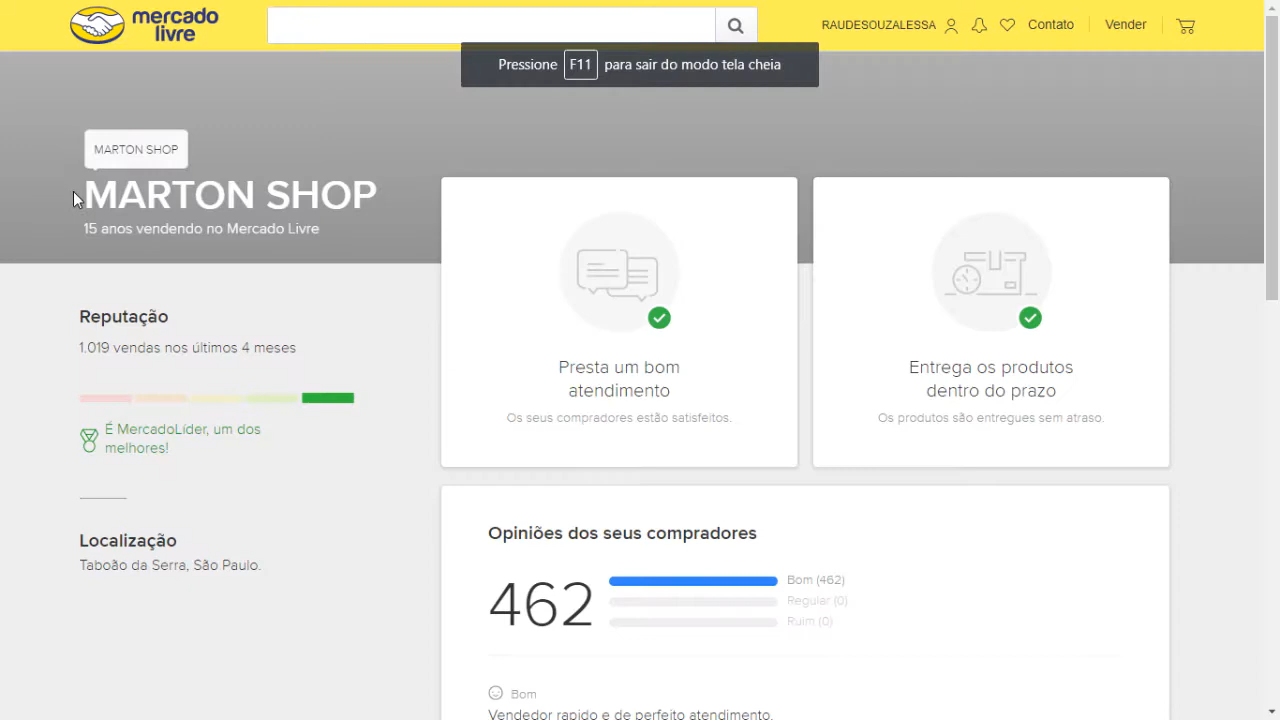 mercado
livre
RAUDESOUZALESSA
Contato
Vender
Pressione F11 para sair do modo tela cheia
MARTON SHOP
MARTON SHOP
15 anos vendendo no Mercado Livre
Reputação
1.019 vendas nos últimos 4 meses
É MercadoLíder, um dos
melhores!
Localização
Taboão da Serra, São Paulo.
Presta um bom
atendimento
Os seus compradores estão satisfeitos.
Entrega os produtos
dentro do prazo
Os produtos são entregues sem atraso.
Opiniões dos seus compradores
462
Bom (462)
Regular (0)
Ruim (0)
Bom
Vendedor rapido e de perfeito atendimento.